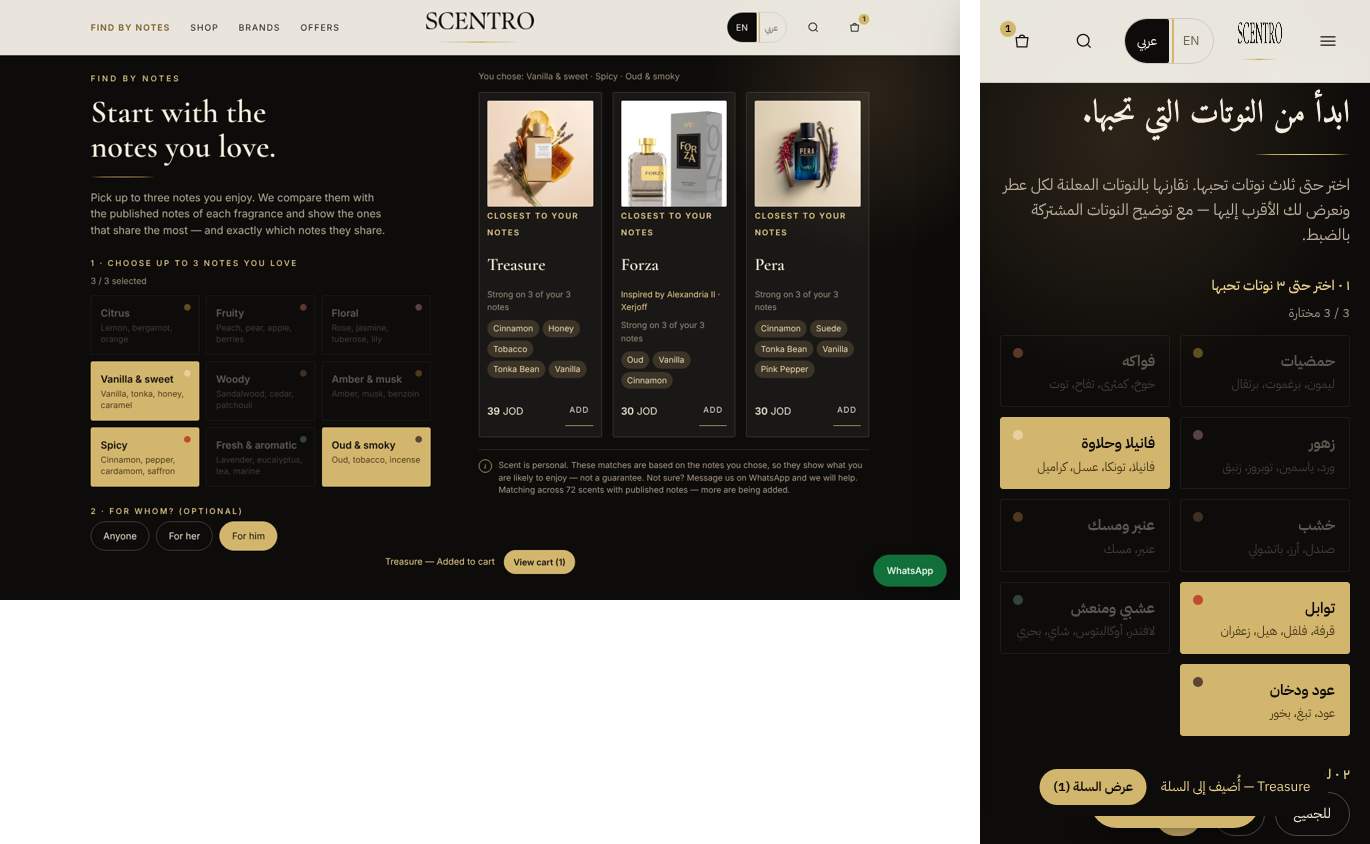 FIND BY NOTES SHOP BRANDS OFFERS SCENTRO EN عربي 1
FIND BY NOTES
Start with the
notes you love.
Pick up to three notes you enjoy. We compare them with
the published notes of each fragrance and show the ones
that share the most — and exactly which notes they share.
1 · CHOOSE UP TO 3 NOTES YOU LOVE
3 / 3 selected
Citrus
Lemon, bergamot,
orange
Fruity
Peach, pear, apple,
berries
Floral
Rose, jasmine,
tuberose, lily
Vanilla & sweet
Vanilla, tonka, honey,
caramel
Woody
Sandalwood, cedar,
patchouli
Amber & musk
Amber, musk, benzoin
Spicy
Cinnamon, pepper,
cardamom, saffron
Fresh & aromatic
Lavender, eucalyptus,
tea, marine
Oud & smoky
Oud, tobacco, incense
2 · FOR WHOM? (OPTIONAL)
Anyone For her For him
You chose: Vanilla & sweet · Spicy · Oud & smoky
CLOSEST TO YOUR
NOTES
Treasure
Strong on 3 of your 3
notes
Cinnamon Honey
Tobacco
Tonka Bean Vanilla
39 JOD ADD
FORZA
FOR
ZA
CLOSEST TO YOUR
NOTES
Forza
Inspired by Alexandria II ·
Xerjoff
Strong on 3 of your 3
notes
Oud Vanilla
Cinnamon
30 JOD ADD
PERA
CLOSEST TO YOUR
NOTES
Pera
Strong on 3 of your 3
notes
Cinnamon Suede
Tonka Bean Vanilla
Pink Pepper
30 JOD ADD
i
Scent is personal. These matches are based on the notes you chose, so they show what you
are likely to enjoy — not a guarantee. Not sure? Message us on WhatsApp and we will help.
Matching across 72 scents with published notes — more are being added.
Treasure — Added to cart View cart (1)
WhatsApp
1 عربي EN SCENTRO
ابدأ من النوتات التي تحبها.
اختر حتى ثلاث نوتات تحبها. نقارنها بالنوتات المعلنة لكل عطر
ونعرض لك الأقرب إليها — مع توضيح النوتات المشتركة
بالضبط.
١ · اختر حتى ٣ نوتات تحبها
3 / 3 مختارة
حمضيات
ليمون، برغموت، برتقال
فواكه
خوخ، كمثرى، تفاح، توت
زهور
ورد، ياسمين، توبروز، زنبق
فانيلا وحلاوة
فانيلا، تونكا، عسل، كراميل
خشب
صندل، أرز، باتشولي
عنبر ومسك
عنبر، مسك
توابل
قرفة، فلفل، هيل، زعفران
عشبي ومنعش
لافندر، أوكالبتوس، شاي، بحري
عود ودخان
عود، تبغ، بخور
٢ · ل
Treasure — أُضيف إلى السلة عرض السلة (1)
للجميع